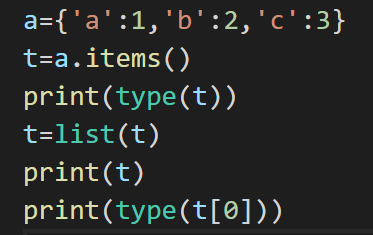 a={'a':1,'b':2,'c':3}
t=a.items()
print(type(t))
t=list(t)
print(t)
print(type(t[0]))